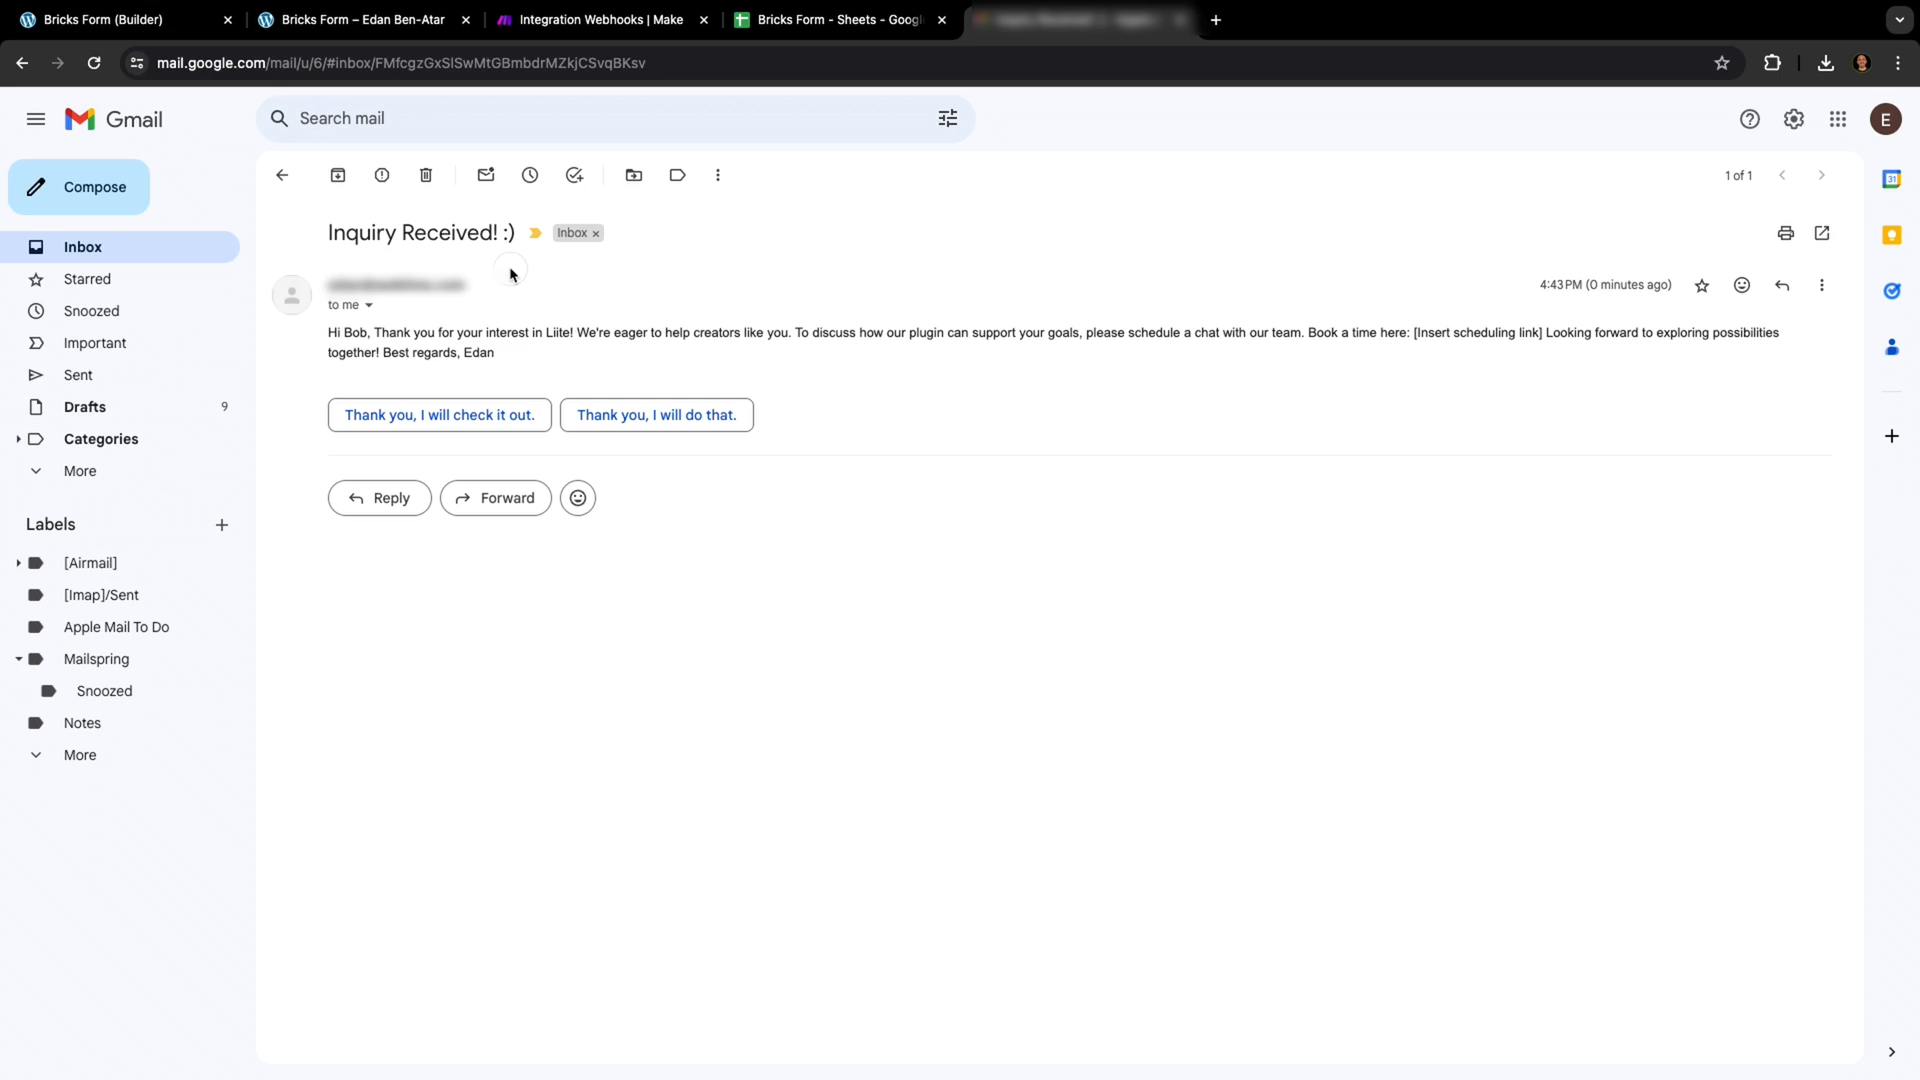 Bricks Form (Builder)
Bricks Form – Edan Ben-Atar
Integration Webhooks | Make
Bricks Form - Sheets - Googl
mail.google.com/mail/u/6/#inbox/FMfcgzGxSlSwMtGBmbdrMZkjCSvqBKsv
Gmail
Search mail
E
Compose
1 of 1
Inquiry Received! :)
Inbox ×
Inbox
Starred
Snoozed
Important
Sent
Drafts 9
Categories
More
4:43 PM (0 minutes ago)
to me
Hi Bob, Thank you for your interest in Liite! We're eager to help creators like you. To discuss how our plugin can support your goals, please schedule a chat with our team. Book a time here: [Insert scheduling link] Looking forward to exploring possibilities
together! Best regards, Edan
Thank you, I will check it out.
Thank you, I will do that.
Reply
Forward
Labels
[Airmail]
[Imap]/Sent
Apple Mail To Do
Mailspring
Snoozed
Notes
More
31